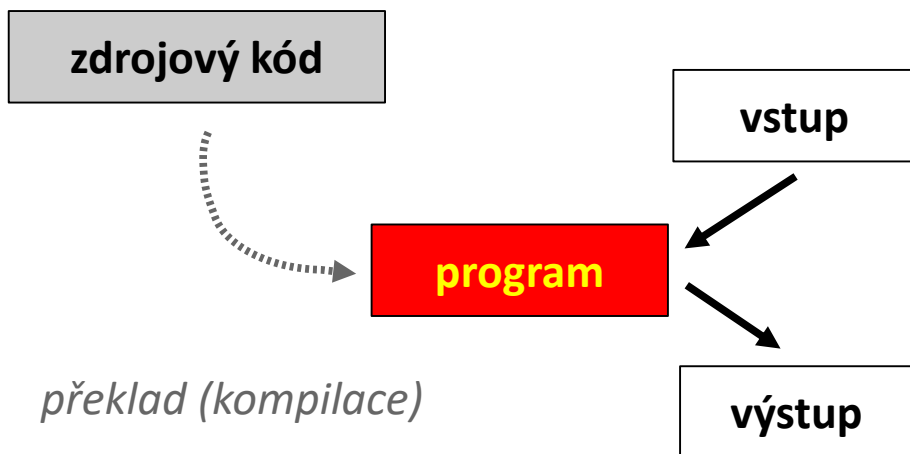 zdrojový kód
vstup
program
překlad (kompilace)
výstup